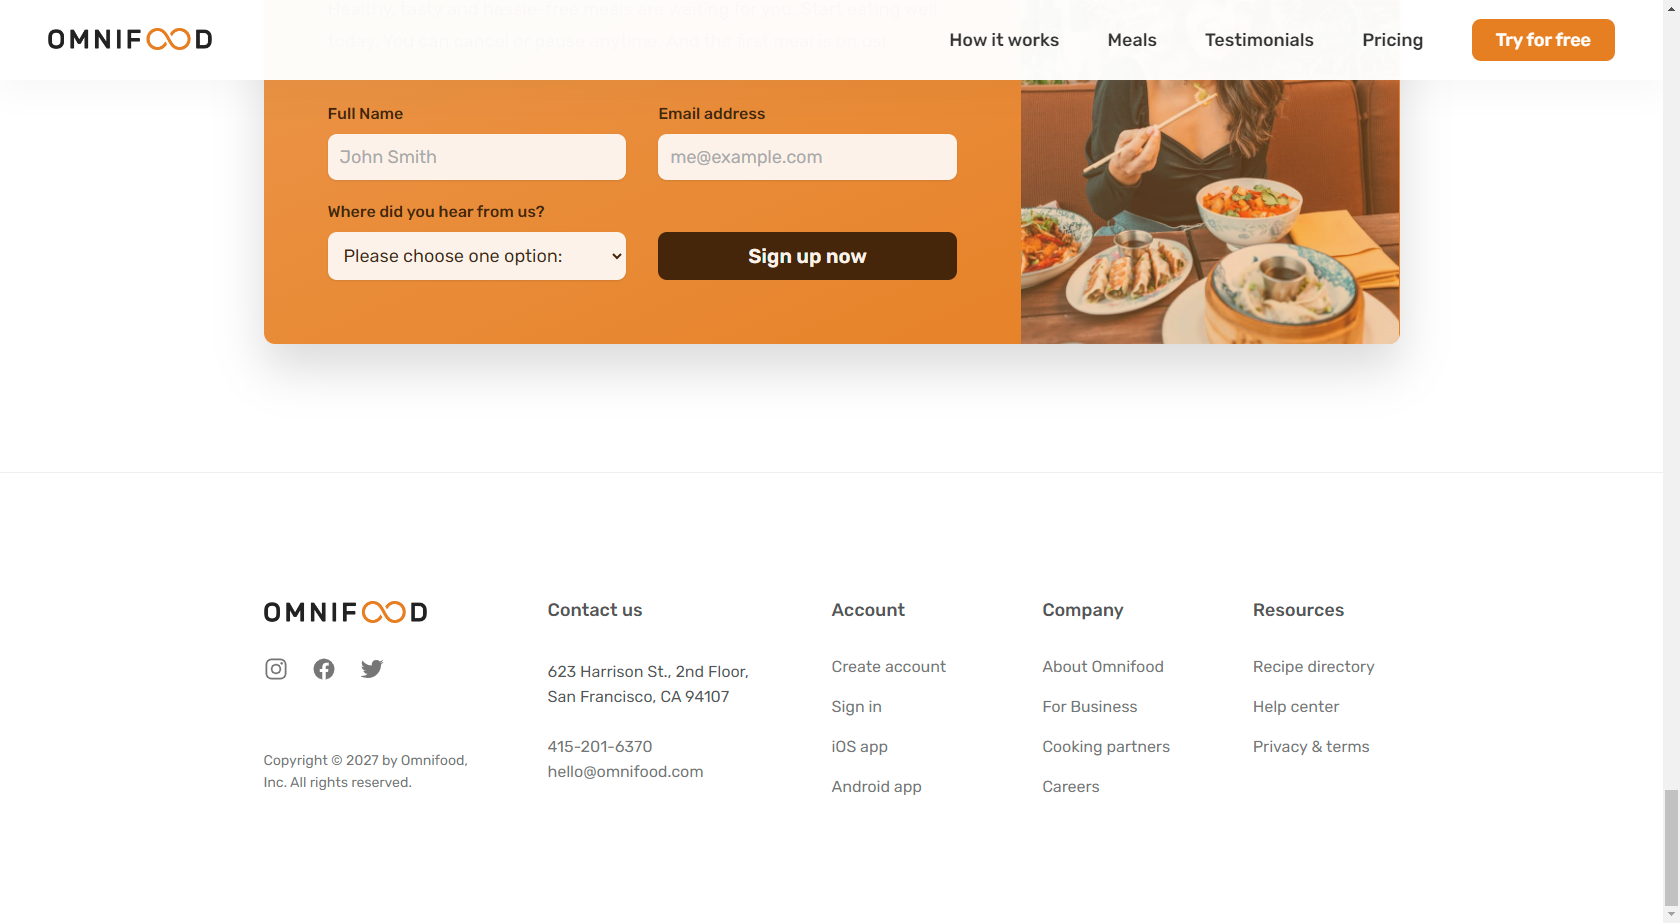 Healthy, tasty and hassle-free meals are waiting for you. Start eating well
today. You can cancel or pause anytime. And the first meal is on us!
OMNIFOOD
How it works
Meals
Testimonials
Pricing
Try for free
Full Name
Email address
John Smith
me@example.com
Where did you hear from us?
Please choose one option:
Sign up now
OMNIFOOD
Copyright © 2027 by Omnifood,
Inc. All rights reserved.
Contact us
623 Harrison St., 2nd Floor,
San Francisco, CA 94107
415-201-6370
hello@omnifood.com
Account
Create account
Sign in
iOS app
Android app
Company
About Omnifood
For Business
Cooking partners
Careers
Resources
Recipe directory
Help center
Privacy & terms